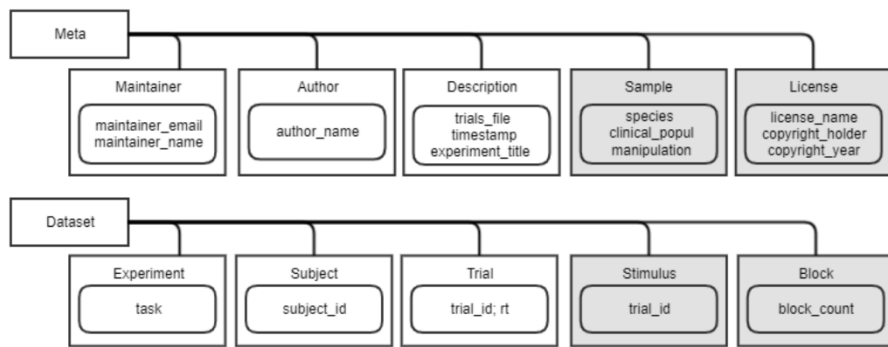 Meta
Maintainer
maintainer_email
maintainer_name
Author
author_name
Description
trials_file
timestamp
experiment_title
Sample
species
clinical_popul
manipulation
License
license_name
copyright_holder
copyright_year
Dataset
Experiment
task
Subject
subject_id
Trial
trial_id; rt
Stimulus
trial_id
Block
block_count